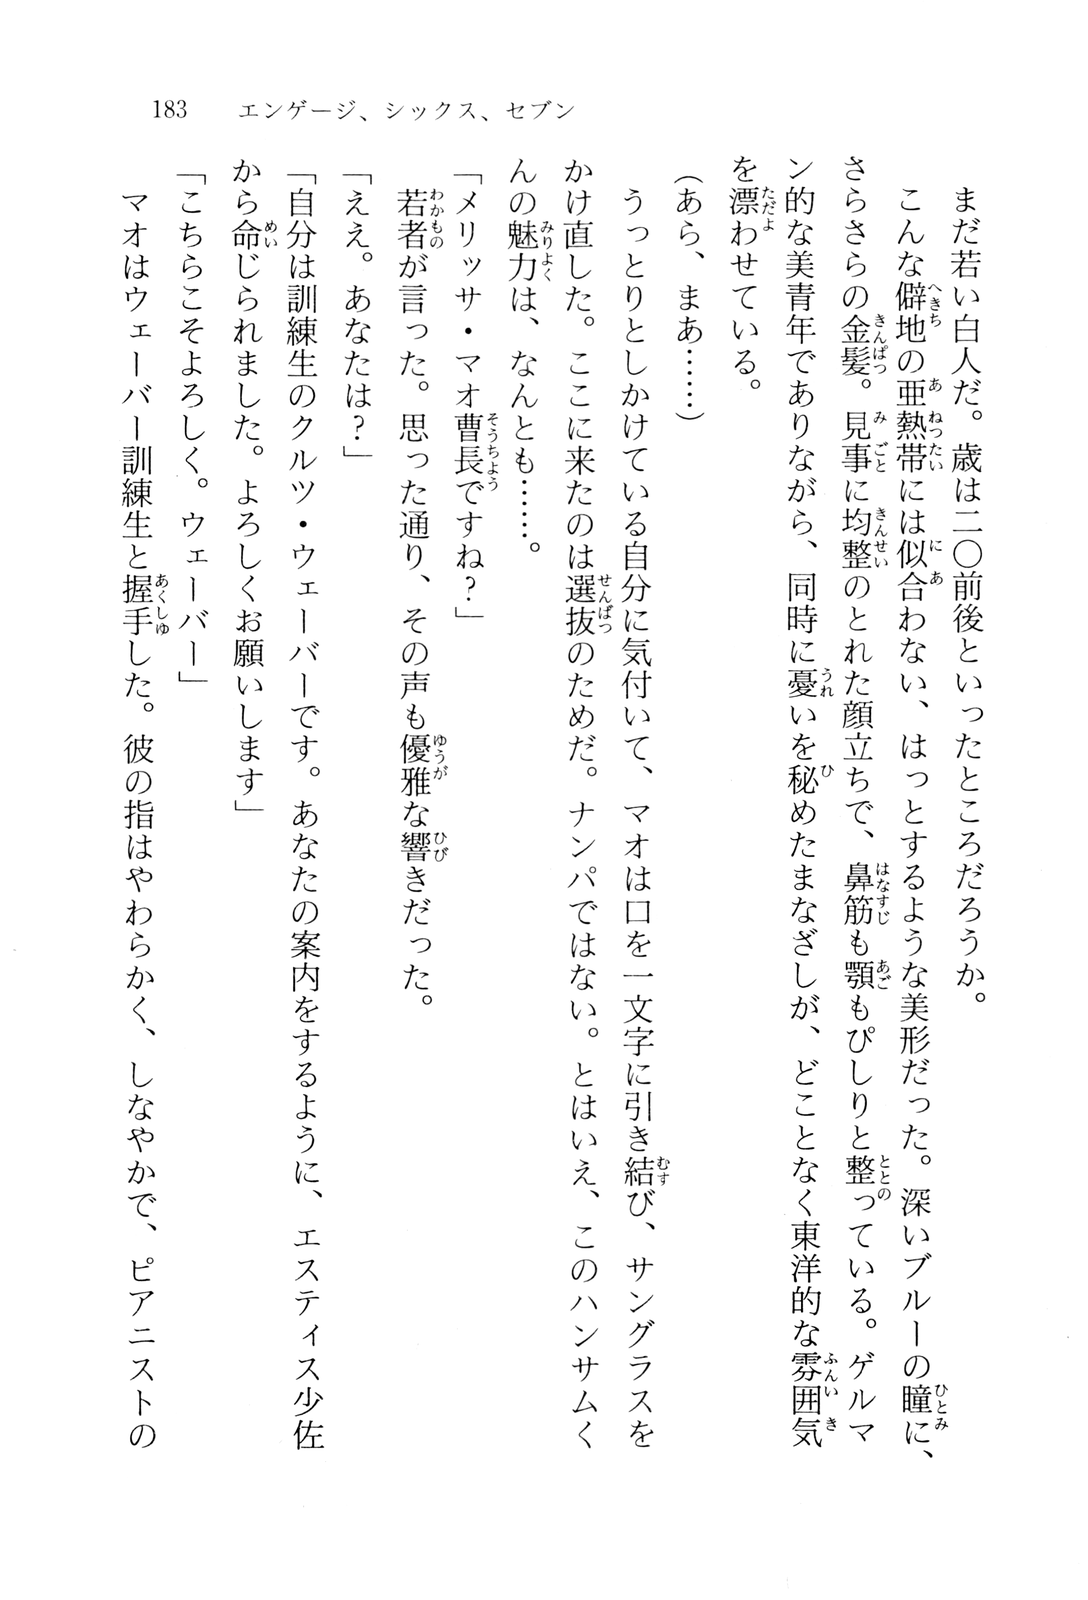 183　エンゲージ、シックス、セブン
まだ若い白人だ。歳は二〇前後といったところだろうか。
こんな僻地の亜熱帯には似合わない、はっとするような美形だった。深いブルーの瞳に、
さらさらの金髪。見事に均整のとれた顔立ちで、鼻筋も顎もぴしりと整っている。ゲルマ
ン的な美青年でありながら、同時に憂いを秘めたまなざしが、どことなく東洋的な雰囲気
を漂わせている。
（あら、まあ……）
うっとりとしかけている自分に気付いて、マオは口を一文字に引き結び、サングラスを
かけ直した。ここに来たのは選抜のためだ。ナンパではない。とはいえ、このハンサムく
んの魅力は、なんとも……。
「メリッサ・マオ曹長ですね？」
若者が言った。思った通り、その声も優雅な響きだった。
「ええ。あなたは？」
「自分は訓練生のクルツ・ウェーバーです。あなたの案内をするように、エスティス少佐
から命じられました。よろしくお願いします」
「こちらこそよろしく。ウェーバー」
マオはウェーバー訓練生と握手した。彼の指はやわらかく、しなやかで、ピアニストの